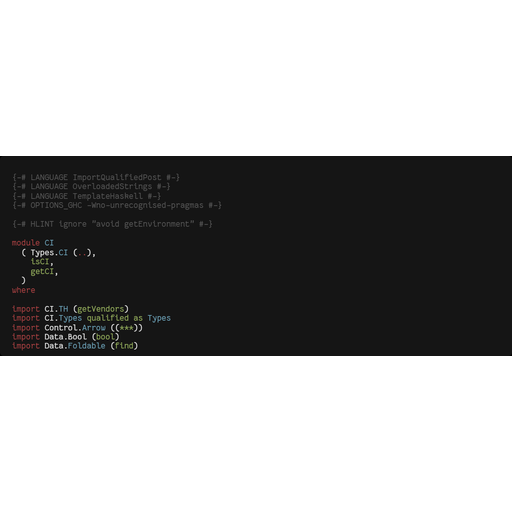 {-# LANGUAGE ImportQualifiedPost #-}
{-# LANGUAGE OverloadedStrings #-}
{-# LANGUAGE TemplateHaskell #-}
{-# OPTIONS_GHC -Wno-unrecognised-pragmas #-}
{-# HLINT ignore "avoid getEnvironment" #-}
module CI
( Types.CI (..),
isCI,
getCI,
)
where
import CI.TH (getVendors)
import CI.Types qualified as Types
import Control.Arrow ((***))
import Data.Bool (bool)
import Data.Foldable (find)